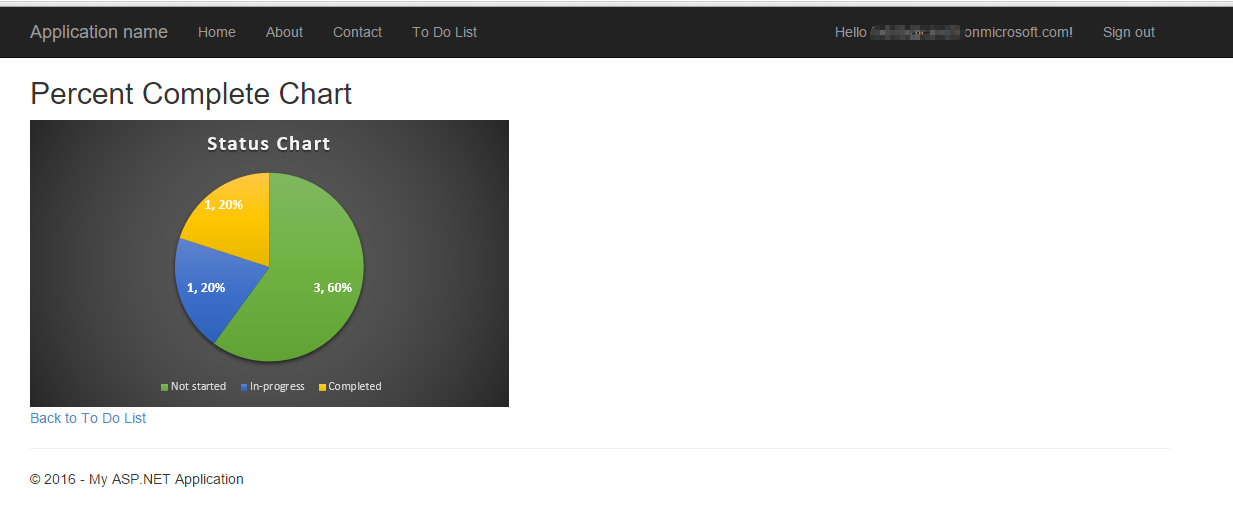 Application name Home About Contact To Do List Hello onmicrosoft.com! Sign out
Percent Complete Chart
Status Chart
1, 20%
1, 20% 3, 60%
Not started In-progress Completed
Back to To Do List
© 2016 - My ASP.NET Application